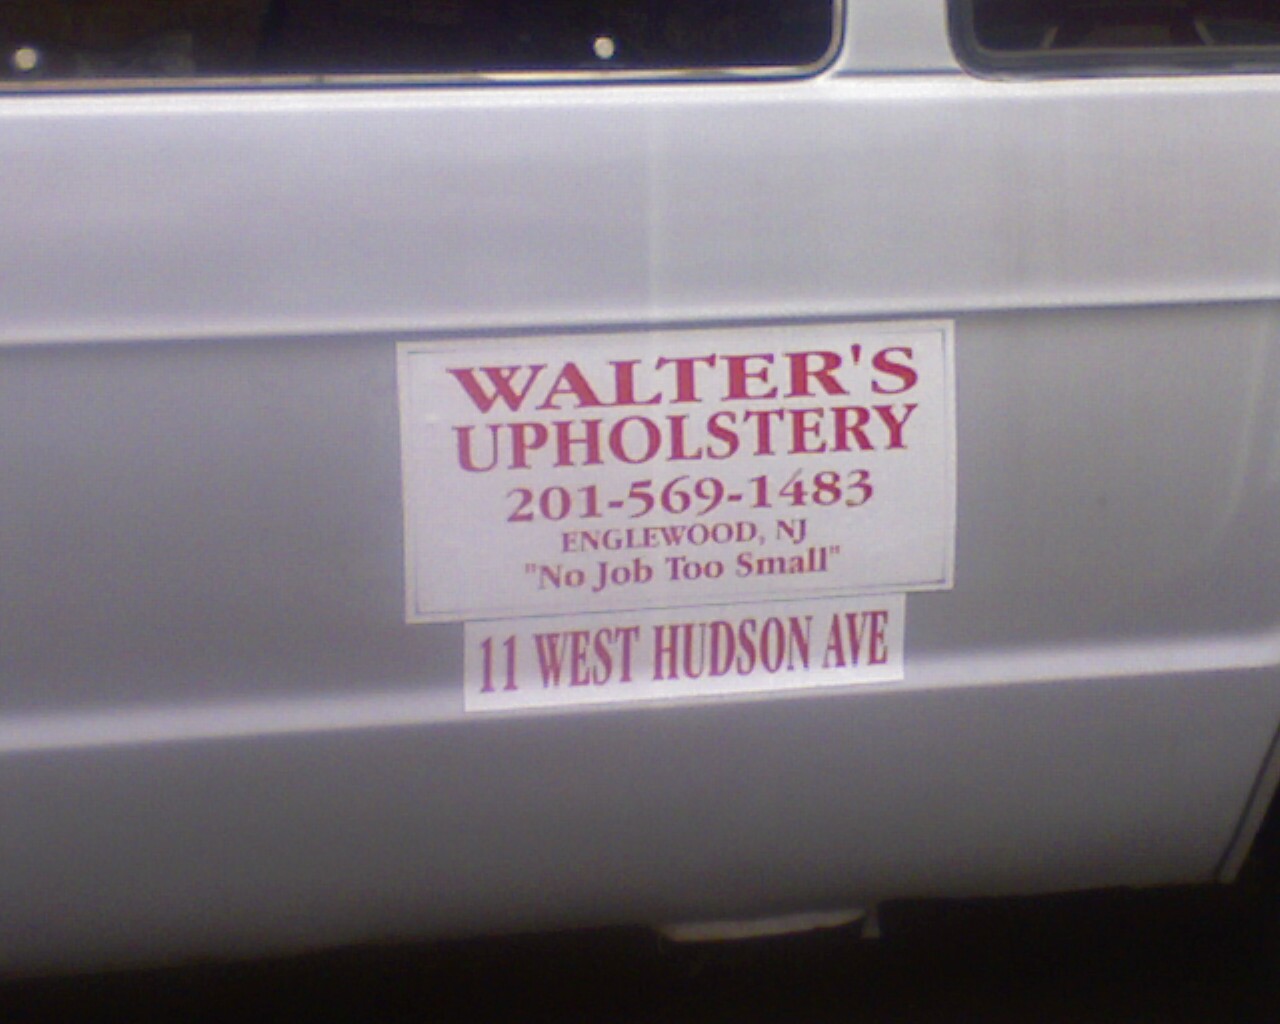 WALTER'S
UPHOLSTERY
201-569-1483
ENGLEWOOD, NJ
"No Job Too Small"
11 WEST HUDSON AVE